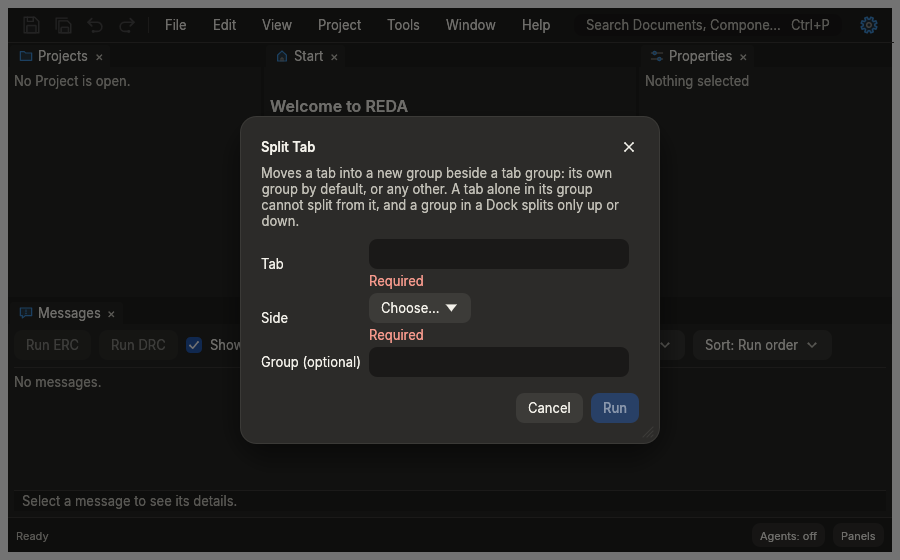 File Edit View Project Tools Window Help Search Documents, Compone... Ctrl+P
Projects × Start × Properties ×
No Project is open.
Nothing selected
Welcome to REDA
Split Tab ×
Moves a tab into a new group beside a tab group: its own
group by default, or any other. A tab alone in its group
cannot split from it, and a group in a Dock splits only up or
down.
Tab
Required
Side Choose...
Required
Group (optional)
Cancel Run
Messages ×
Run ERC Run DRC Show Sort: Run order
No messages.
Select a message to see its details.
Ready Agents: off Panels